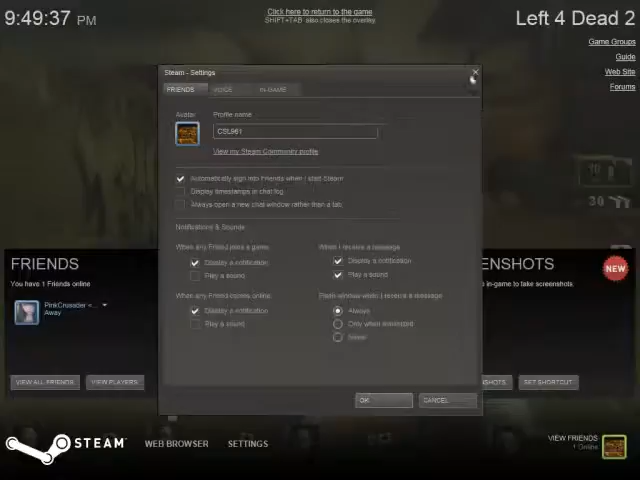 9:49:37 PM
Click here to return to the game
SHIFT+TAB also closes the overlay
Left 4 Dead 2
Game Groups
Guide
Web Site
Forums
Steam - Settings
FRIENDS
VOICE
IN-GAME
Avatar
Profile name
CSL961
View my Steam Community profile
Automatically sign into Friends when I start Steam
Display timestamps in chat log
Always open a new chat window rather than a tab
Notifications & Sounds
When any Friend joins a game
Display a notification
Play a sound
When I receive a message
Display a notification
Play a sound
When any Friend comes online
Display a notification
Play a sound
Flash window when I receive a message
Always
Only when minimized
Never
OK
CANCEL
FRIENDS
You have 1 Friends online
PinkCrusader <...
Away
VIEW ALL FRIENDS
VIEW PLAYERS
ENSHOTS
NEW
o in-game to take screenshots.
NSHOTS
SET SHORTCUT
30
STEAM
WEB BROWSER
SETTINGS
VIEW FRIENDS
1 Online